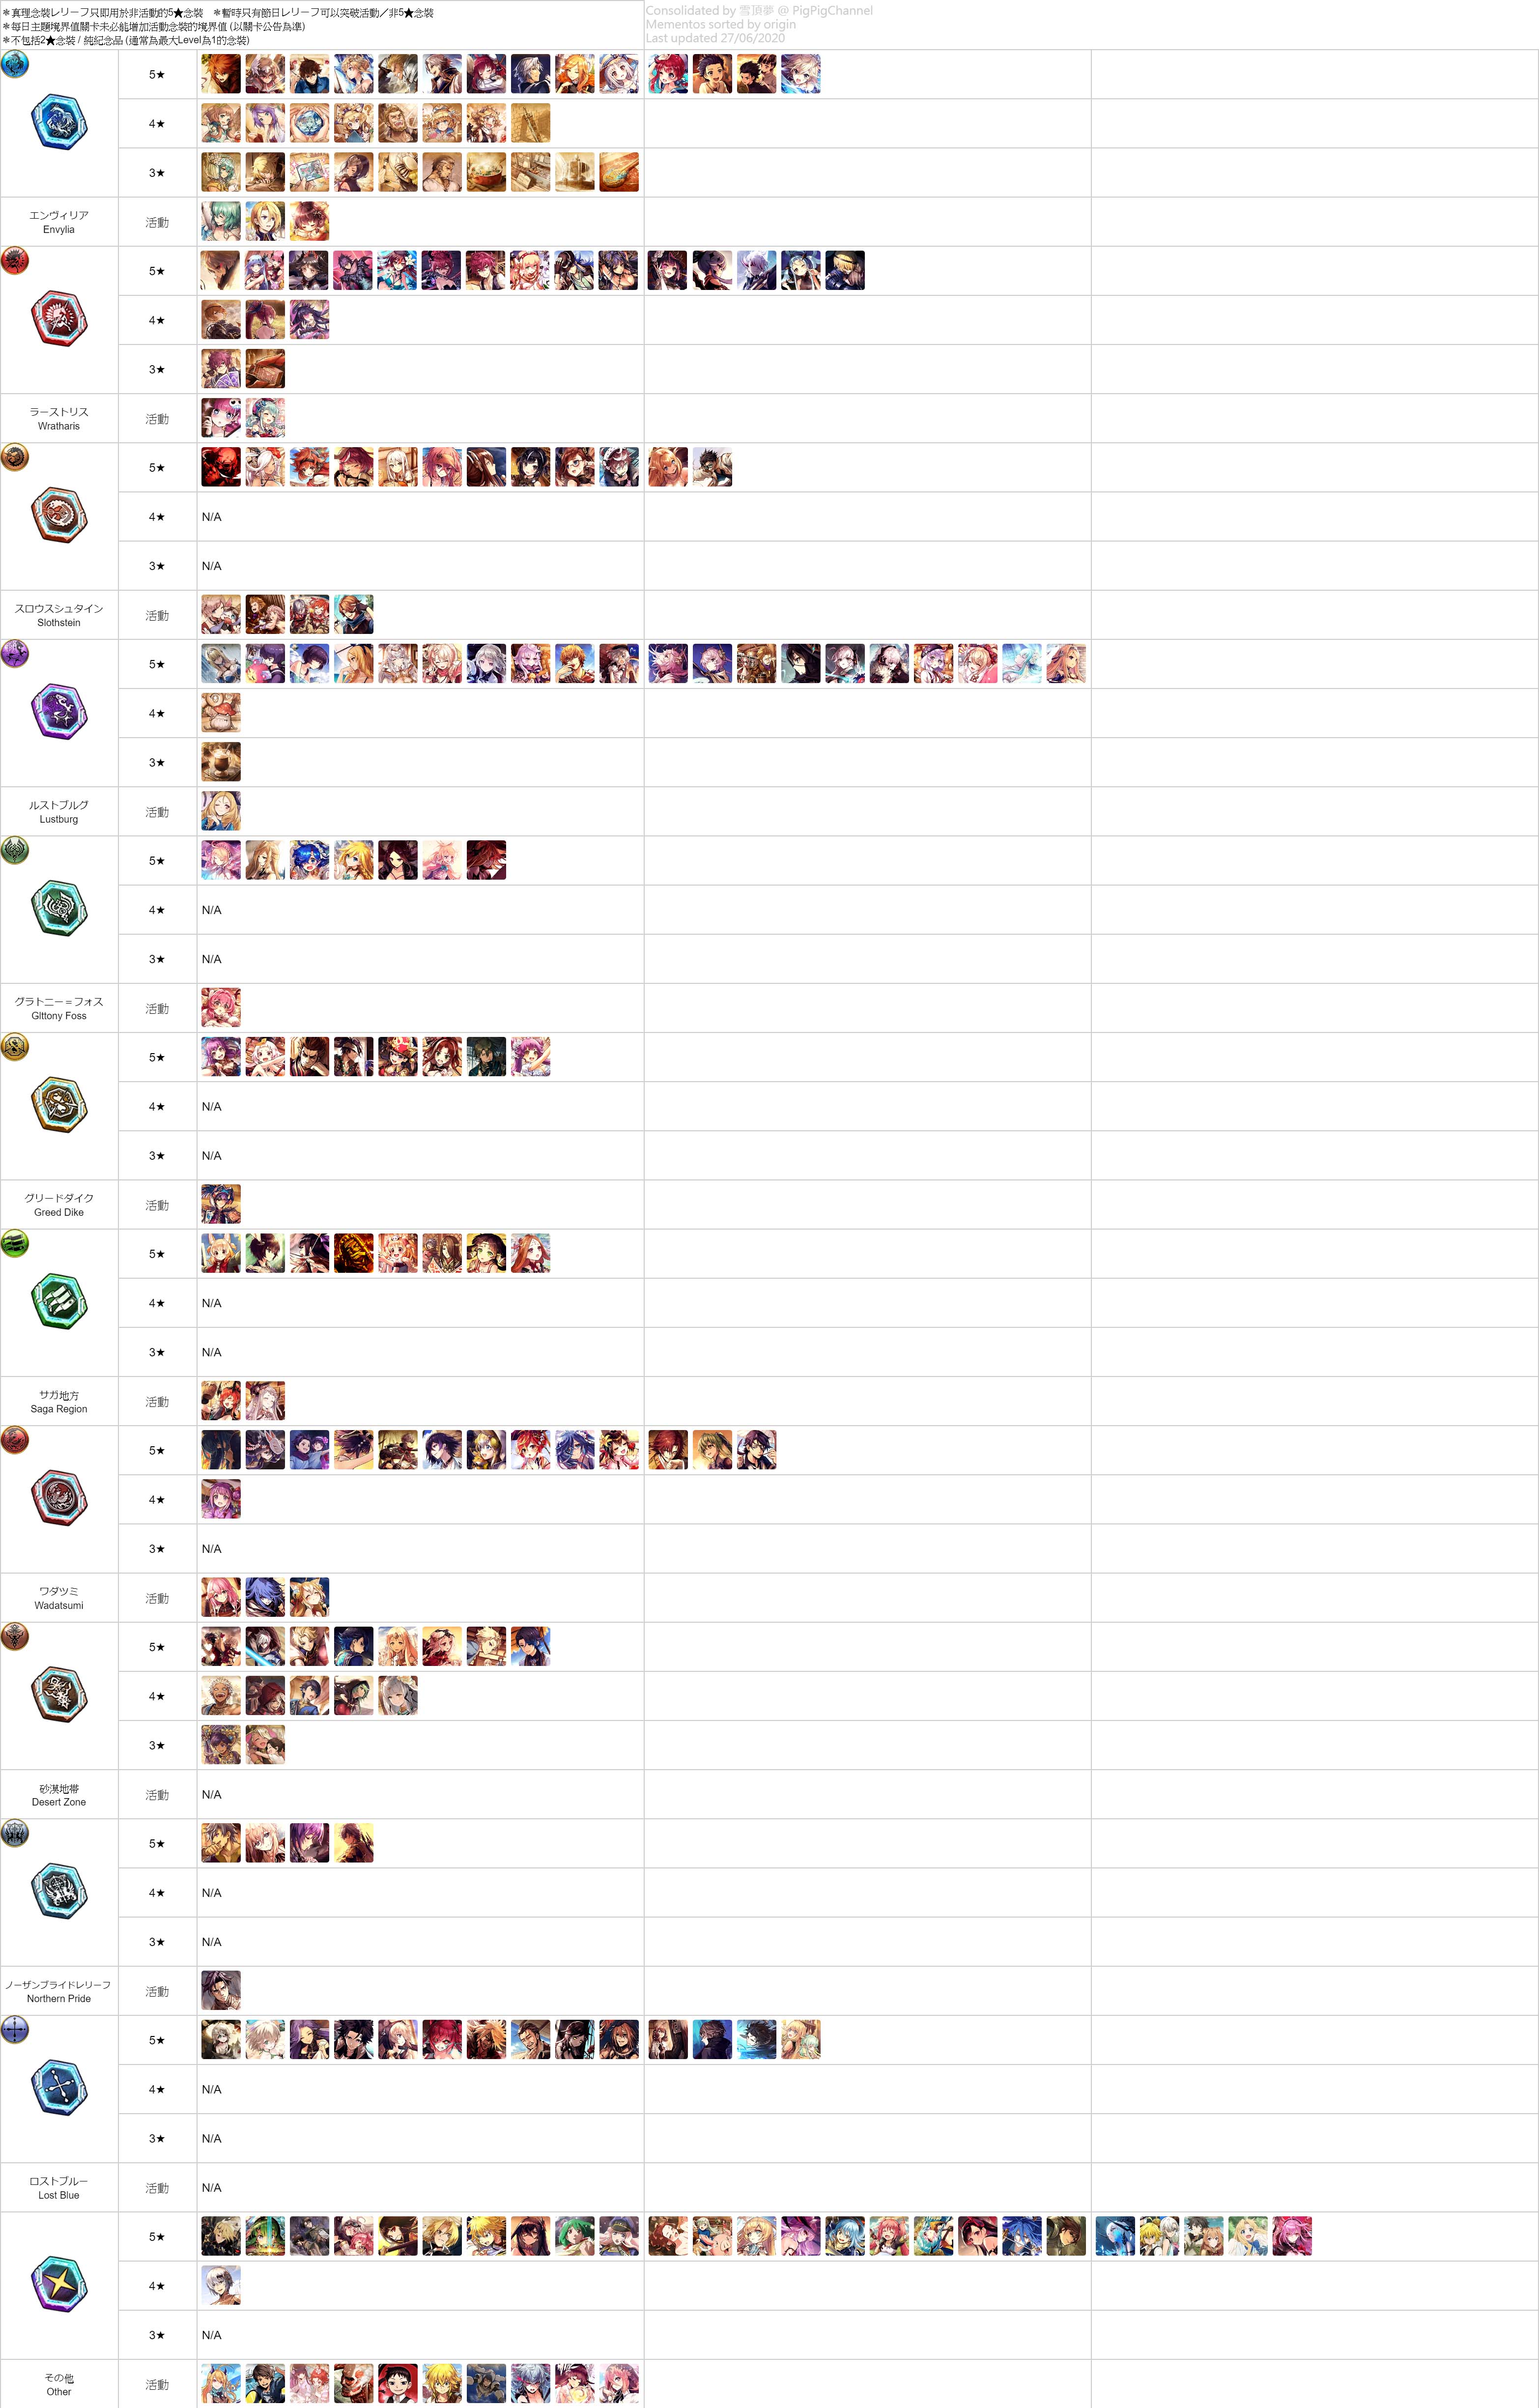 ＊真理念裝レリーフ只即用於非活動的5★念裝　＊暫時只有節日レリーフ可以突破活動／非5★念裝
＊每日主題境界值關卡未必能增加活動念裝的境界值 (以關卡公告為準)
＊不包括2★念裝 / 純紀念品 (通常為最大Level為1的念裝)
Consolidated by 雪頂夢 @ PigPigChannel
Mementos sorted by origin
Last updated 27/06/2020
5★
4★
3★
エンヴィリア
Envylia
活動
5★
4★
3★
ラーストリス
Wratharis
活動
5★
4★
N/A
3★
N/A
スロウスシュタイン
Slothstein
活動
5★
4★
3★
ルストブルグ
Lustburg
活動
5★
4★
N/A
3★
N/A
グラトニー＝フォス
Glttony Foss
活動
5★
4★
N/A
3★
N/A
グリードダイク
Greed Dike
活動
5★
4★
N/A
3★
N/A
サガ地方
Saga Region
活動
5★
4★
3★
N/A
ワダツミ
Wadatsumi
活動
5★
4★
3★
砂漠地帯
Desert Zone
活動
N/A
5★
4★
N/A
3★
N/A
ノーザンブライドレリーフ
Northern Pride
活動
5★
4★
N/A
3★
N/A
ロストブルー
Lost Blue
活動
N/A
5★
4★
3★
N/A
その他
Other
活動